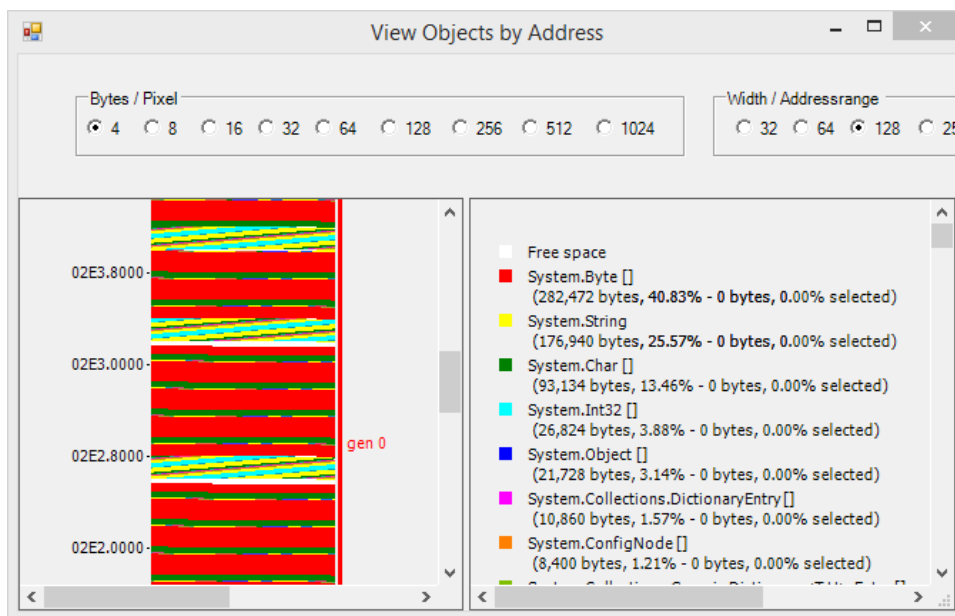 View Objects by Address
Bytes / Pixel
4 8 16 32 64 128 256 512 1024
Width / Addressrange
32 64 128
02E3.8000-
02E3.0000-
02E2.8000-
02E2.0000-
gen 0
Free space
System.Byte []
(282,472 bytes, 40.83% - 0 bytes, 0.00% selected)
System.String
(176,940 bytes, 25.57% - 0 bytes, 0.00% selected)
System.Char []
(93,134 bytes, 13.46% - 0 bytes, 0.00% selected)
System.Int32 []
(26,824 bytes, 3.88% - 0 bytes, 0.00% selected)
System.Object []
(21,728 bytes, 3.14% - 0 bytes, 0.00% selected)
System.Collections.DictionaryEntry[]
(10,860 bytes, 1.57% - 0 bytes, 0.00% selected)
System.ConfigNode []
(8,400 bytes, 1.21% - 0 bytes, 0.00% selected)